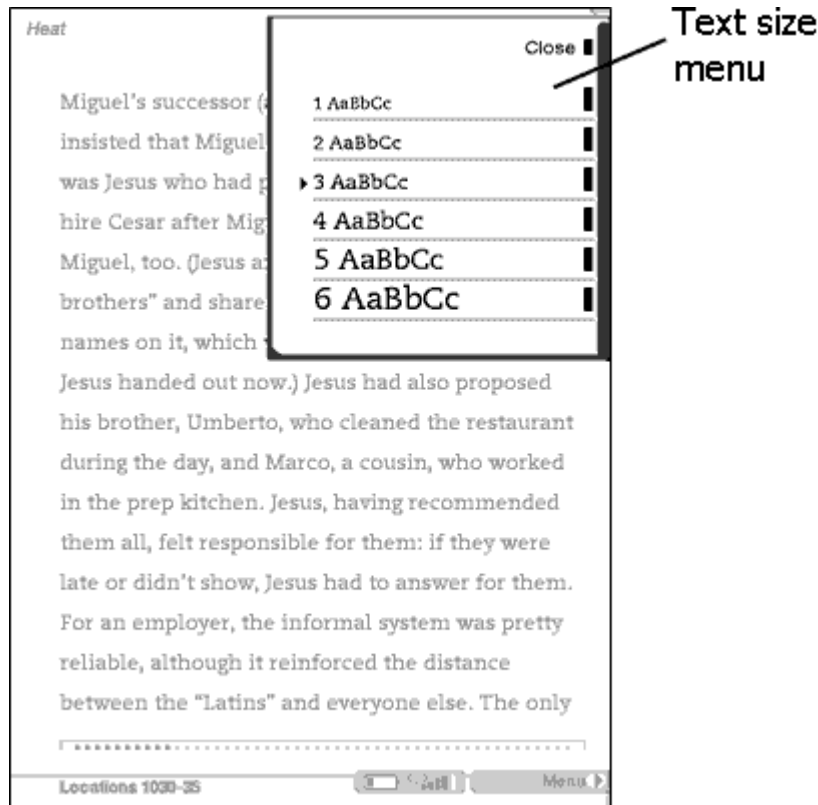 Heat
Text size
menu
Close
1 AaBbCc
2 AaBbCc
3 AaBbCc
4 AaBbCc
5 AaBbCc
6 AaBbCc
Miguel's successor (
insisted that Miguel
was Jesus who had p
hire Cesar after Mig
Miguel, too. (Jesus a
brothers" and share
names on it, which
Jesus handed out now.) Jesus had also proposed
his brother, Umberto, who cleaned the restaurant
during the day, and Marco, a cousin, who worked
in the prep kitchen. Jesus, having recommended
them all, felt responsible for them: if they were
late or didn't show, Jesus had to answer for them.
For an employer, the informal system was pretty
reliable, although it reinforced the distance
between the "Latins" and everyone else. The only
Locations 1030-35
Menu